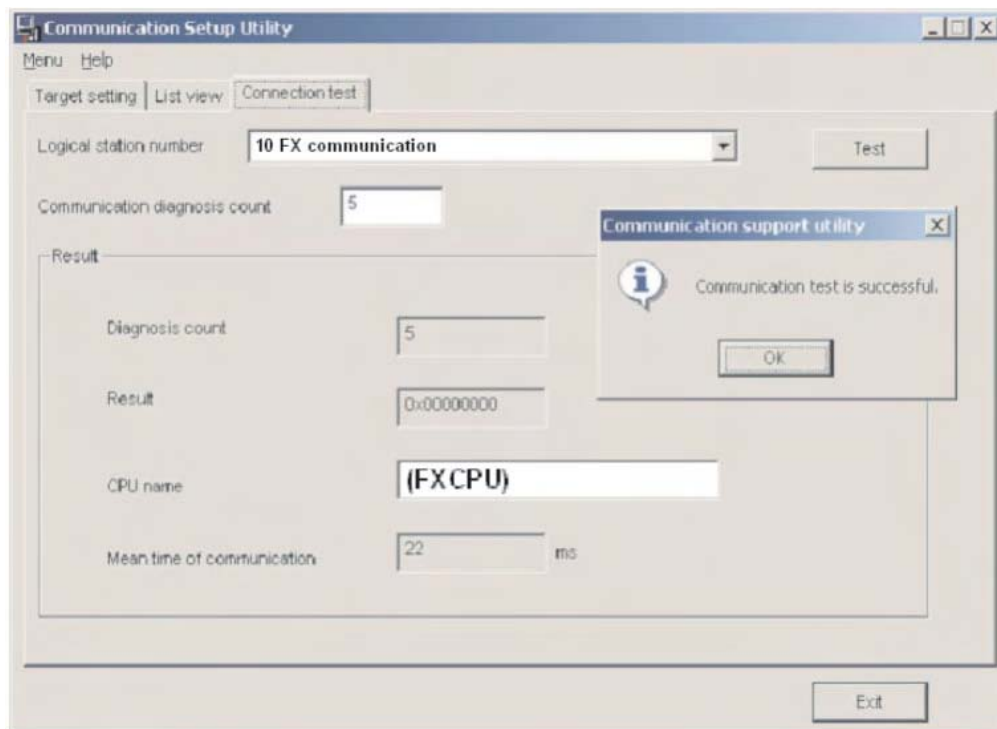 Communication Setup Utility
Menu Help
Target setting List view Connection test
Logical station number 10 FX communication Test
Communication diagnosis count 5
Communication support utility
Communication test is successful.
OK
Result
Diagnosis count 5
Result 0x00000000
CPU name (FXCPU)
Mean time of communication 22 ms
Exit